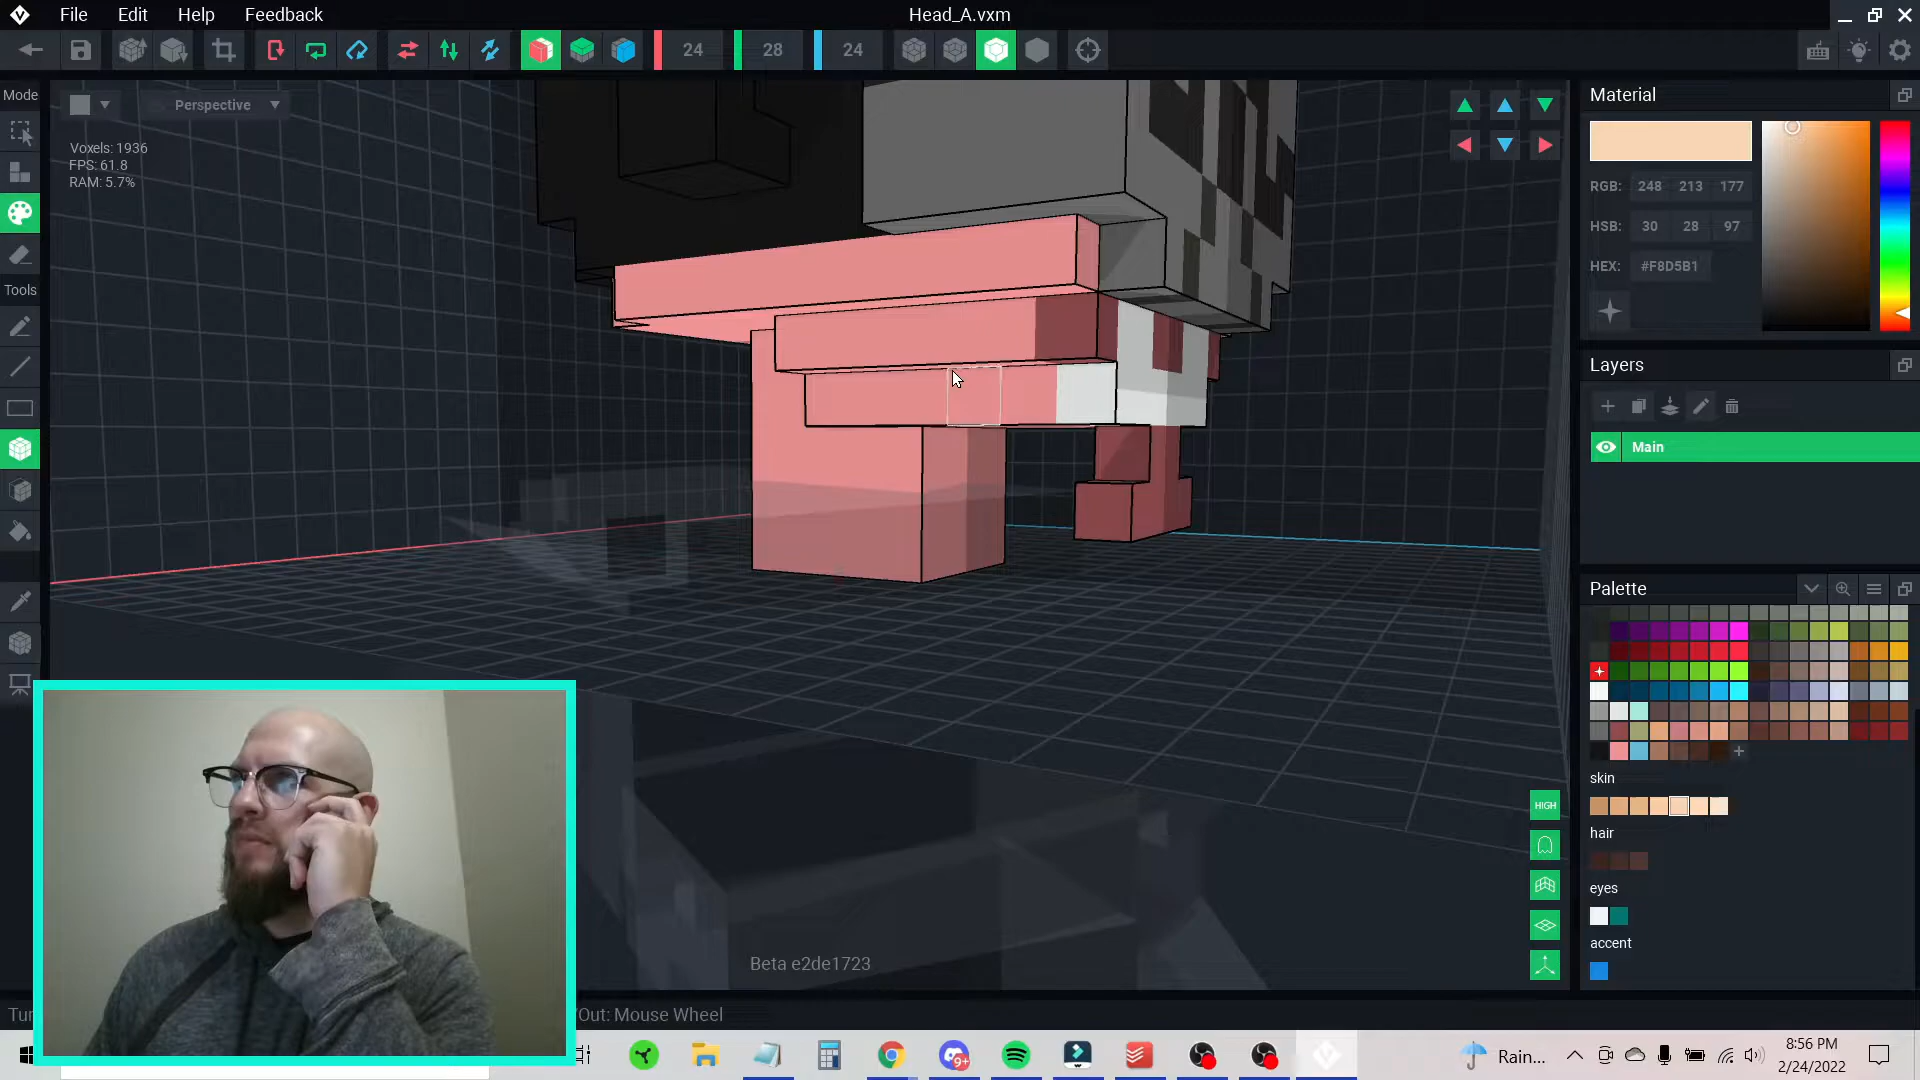 File Edit Help Feedback
Head_A.vxm
24 28 24
Mode
Perspective
Voxels: 1936
FPS: 61.8
RAM: 5.7%
Tools
Material
RGB: 248 213 177
HSB: 30 28 97
HEX: #F8D5B1
Layers
Main
Palette
skin
hair
eyes
accent
HIGH
Beta e2de1723
Tur
/Out: Mouse Wheel
9+
Rain...
8:56 PM
2/24/2022